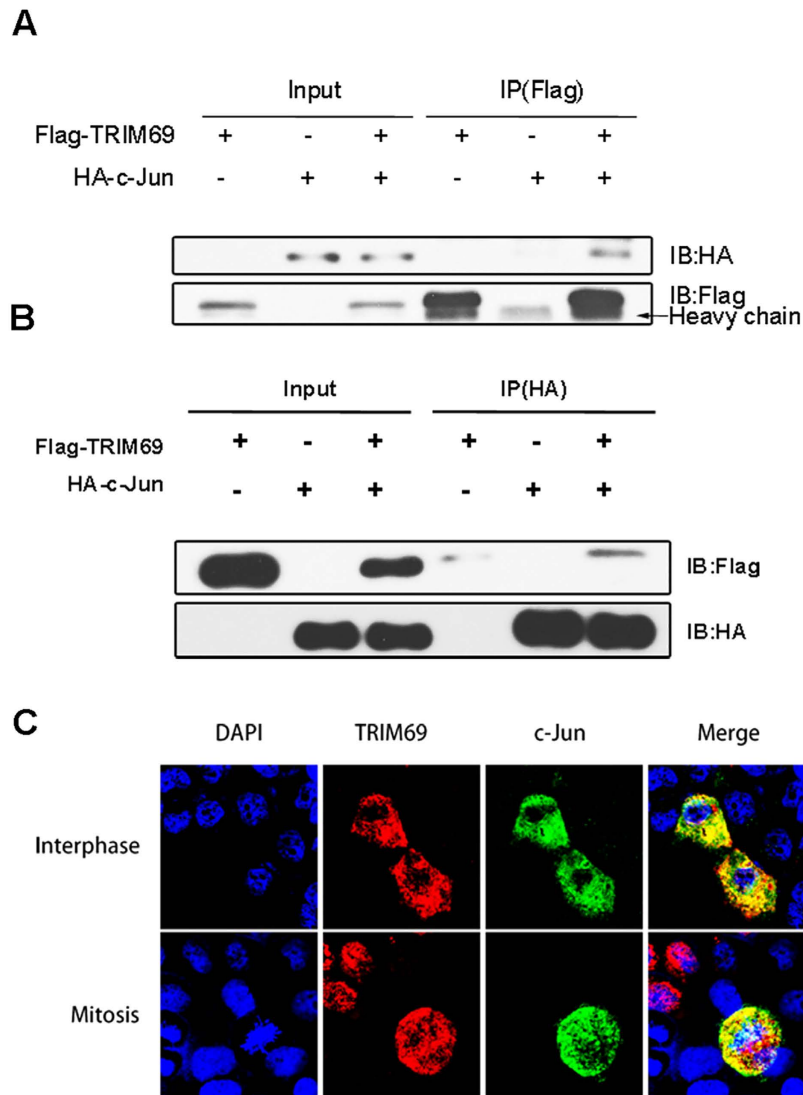 A
Input IP(Flag)
Flag-TRIM69 + - + + - +
HA-c-Jun - + + - + +
IB:HA
IB:Flag
Heavy chain
B
Input IP(HA)
Flag-TRIM69 + - + + - +
HA-c-Jun - + + - + +
IB:Flag
IB:HA
C
DAPI TRIM69 c-Jun Merge
Interphase
Mitosis